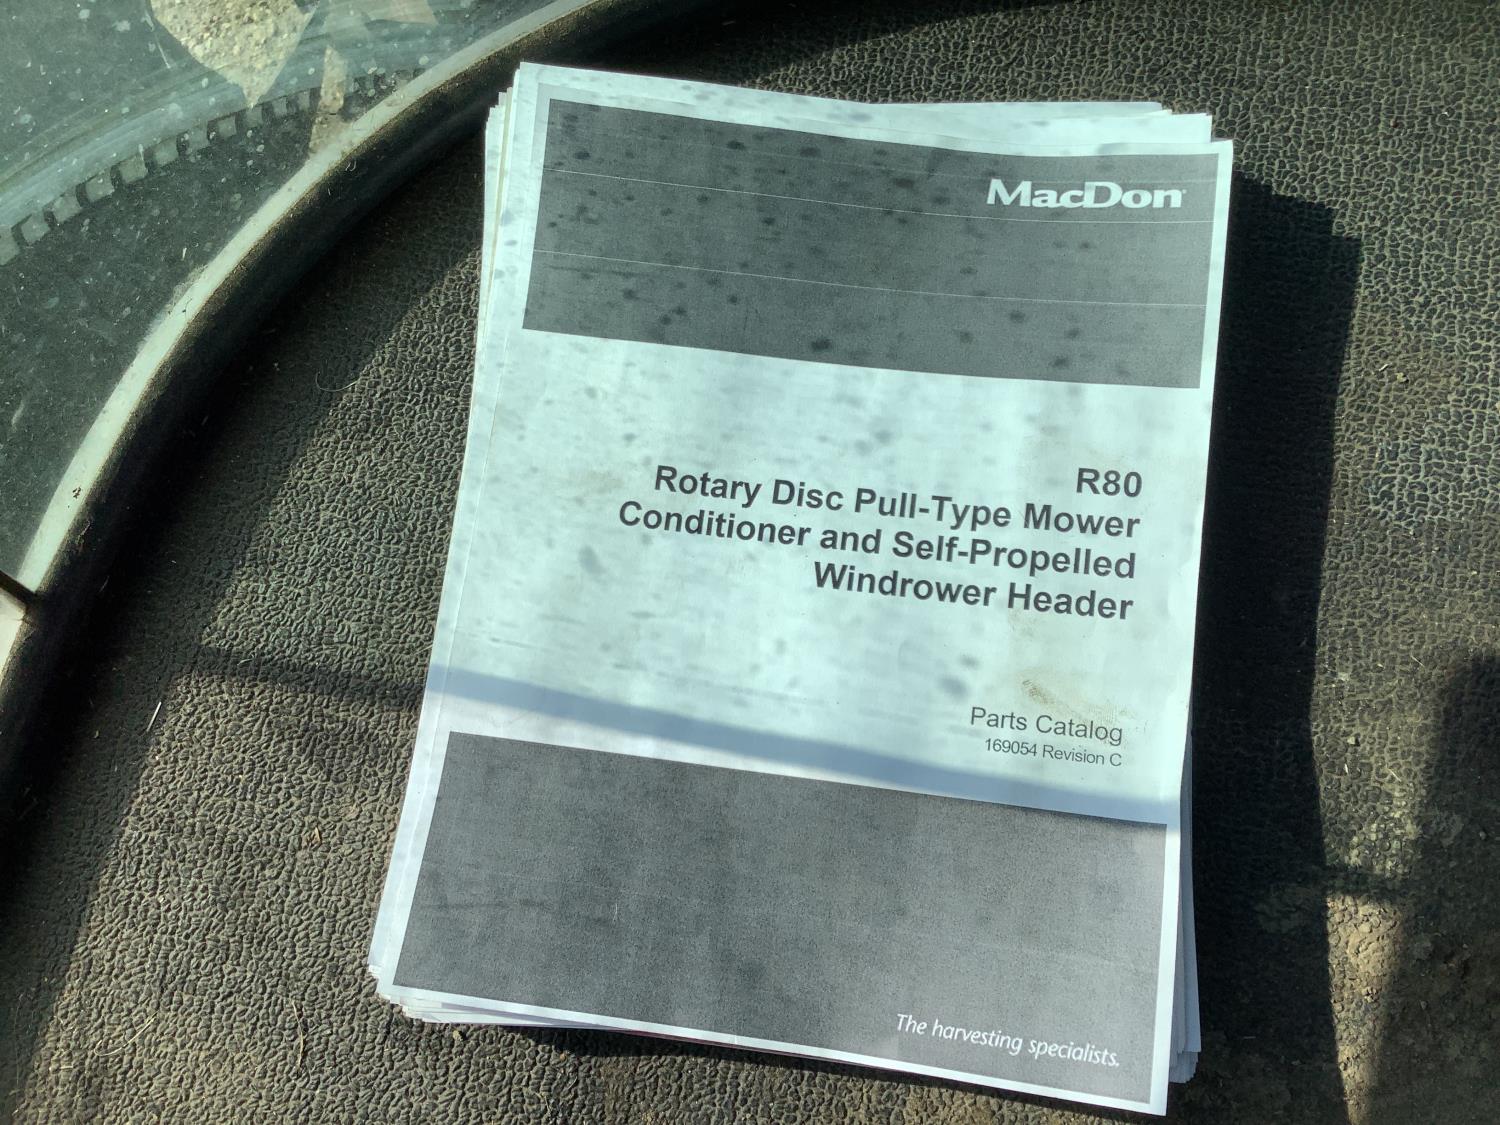 MacDon
R80
Rotary Disc Pull-Type Mower
Conditioner and Self-Propelled
Windrower Header
Parts Catalog
169054 Revision C
The harvesting specialists.